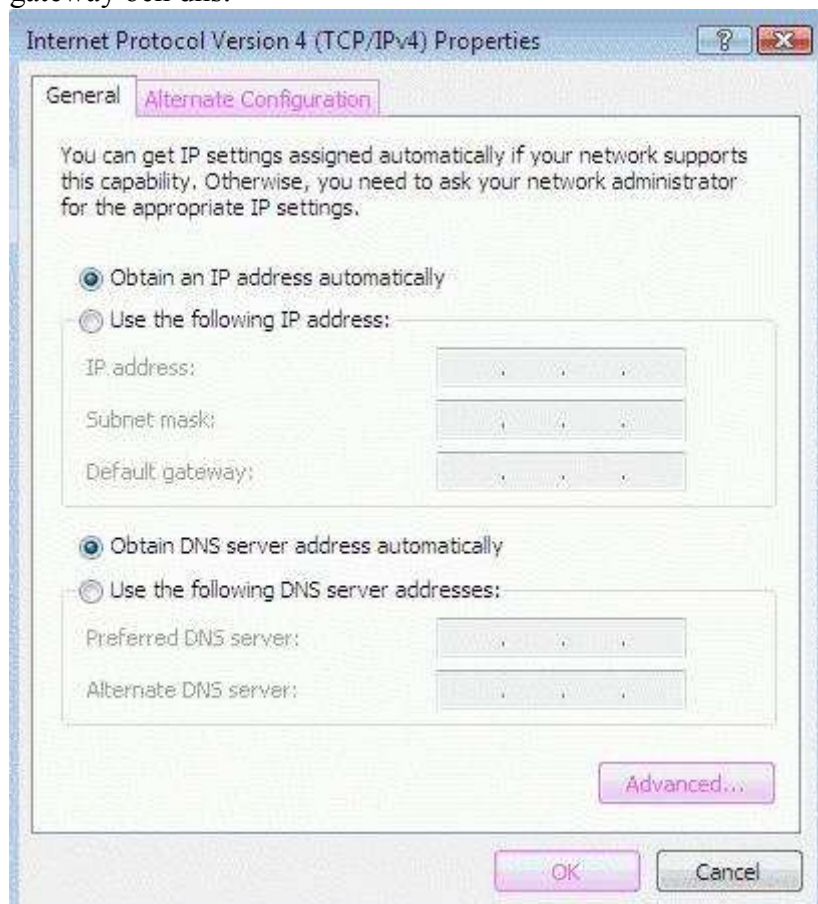 Internet Protocol Version 4 (TCP/IPv4) Properties
General
Alternate Configuration
You can get IP settings assigned automatically if your network supports
this capability. Otherwise, you need to ask your network administrator
for the appropriate IP settings.
Obtain an IP address automatically
Use the following IP address:
IP address:
Subnet mask:
Default gateway:
Obtain DNS server address automatically
Use the following DNS server addresses:
Preferred DNS server:
Alternate DNS server:
Advanced...
OK
Cancel